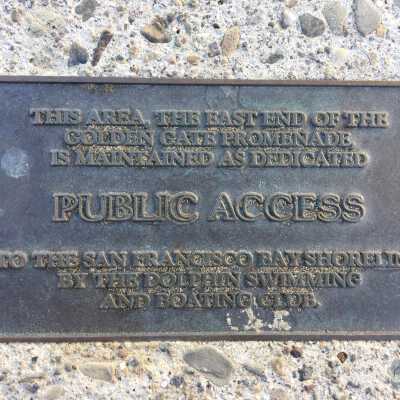 THIS AREA, THE EAST END OF THE
GOLDEN GATE PROMENADE
IS MAINTAINED AS DEDICATED
PUBLIC ACCESS
TO THE SAN FRANCISCO BAY SHORELIN
BY THE DOLPHIN SWIMMING
AND BOATING CLUB.